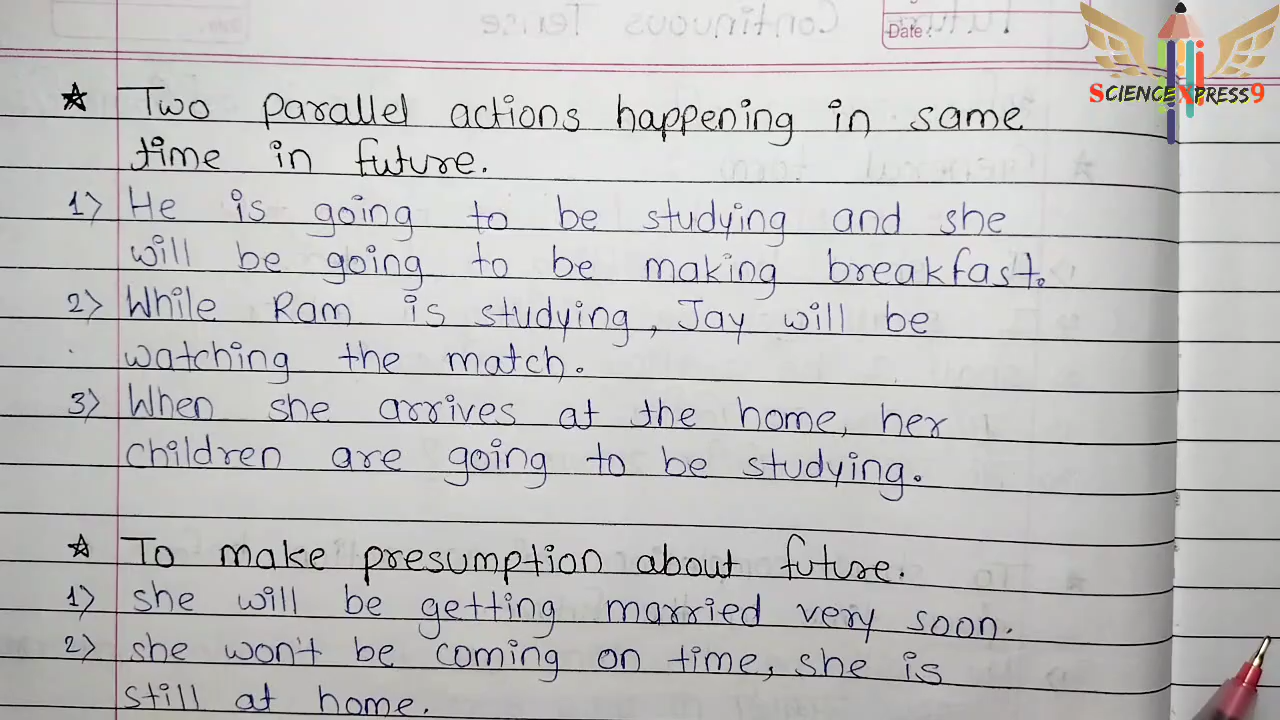 Date :
SCIENCEXPRESS9
☆ Two parallel actions happening in same
time in future.
1) He is going to be studying and she
will be going to be making breakfast.
2) While Ram is studying, Jay will be
watching the match.
3) When she arrives at the home, her
children are going to be studying.
☆ To make presumption about future.
1) she will be getting married very soon.
2) she won't be coming on time, she is
still at home.